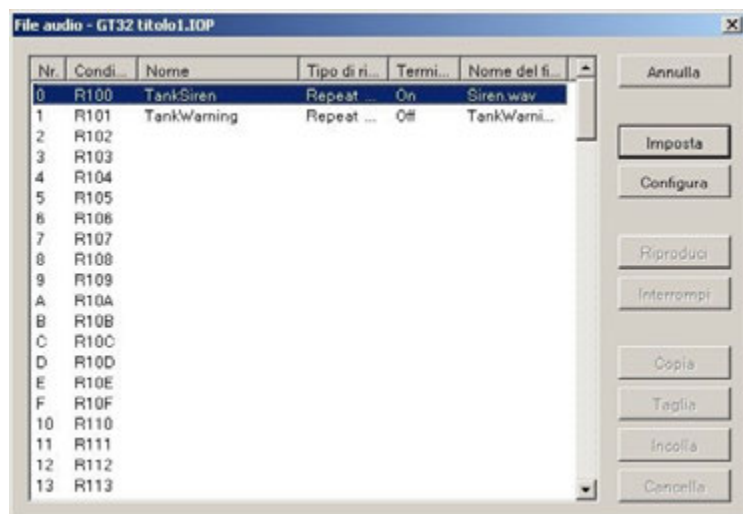 File audio - GT32 titolo1.IOP
Nr. Condi... Nome Tipo di ri... Termi... Nome del fi...
0 R100 TankSiren Repeat ... On Siren.wav
1 R101 TankWarning Repeat ... Off TankWarni...
2 R102
3 R103
4 R104
5 R105
6 R106
7 R107
8 R108
9 R109
A R10A
B R10B
C R10C
D R10D
E R10E
F R10F
10 R110
11 R111
12 R112
13 R113
Annulla
Imposta
Configura
Riproduci
Interrompi
Copia
Taglia
Incolla
Cancella